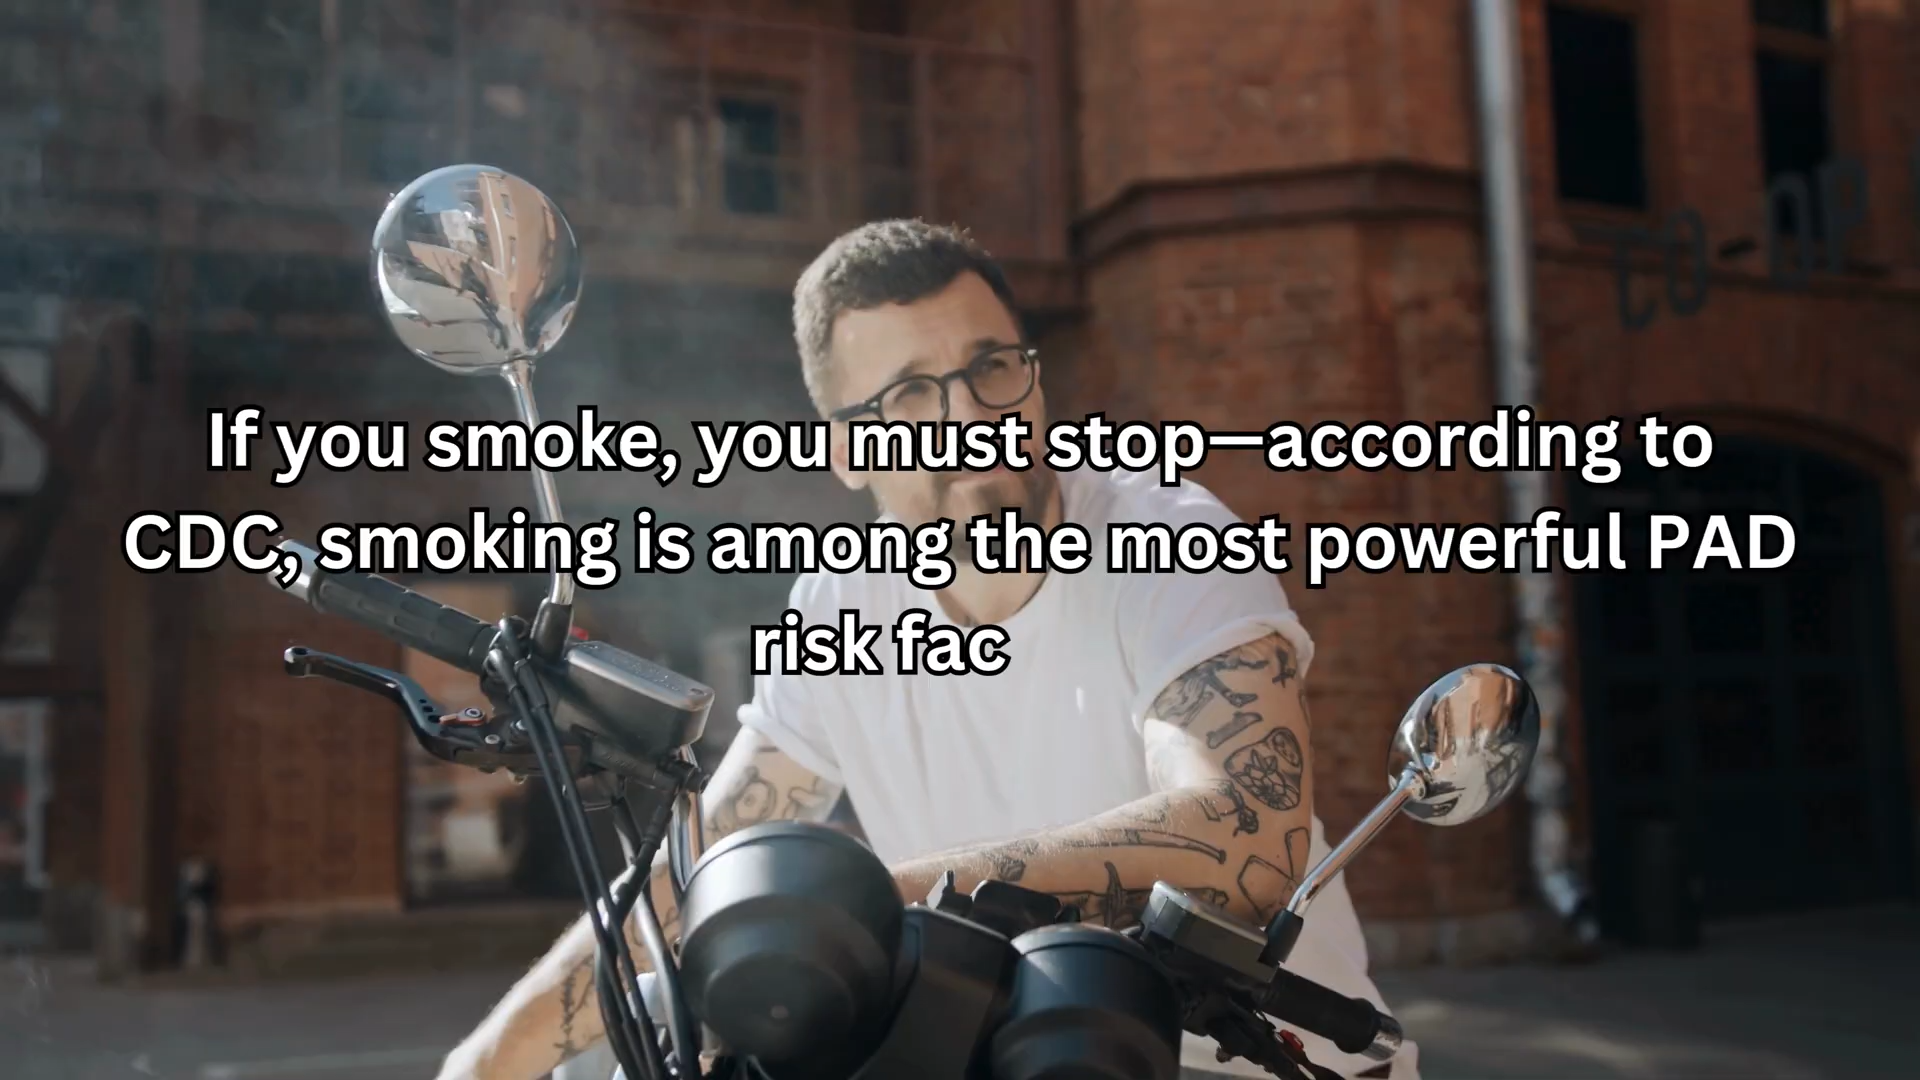 If you smoke, you must stop—according to
CDC, smoking is among the most powerful PAD
risk fac